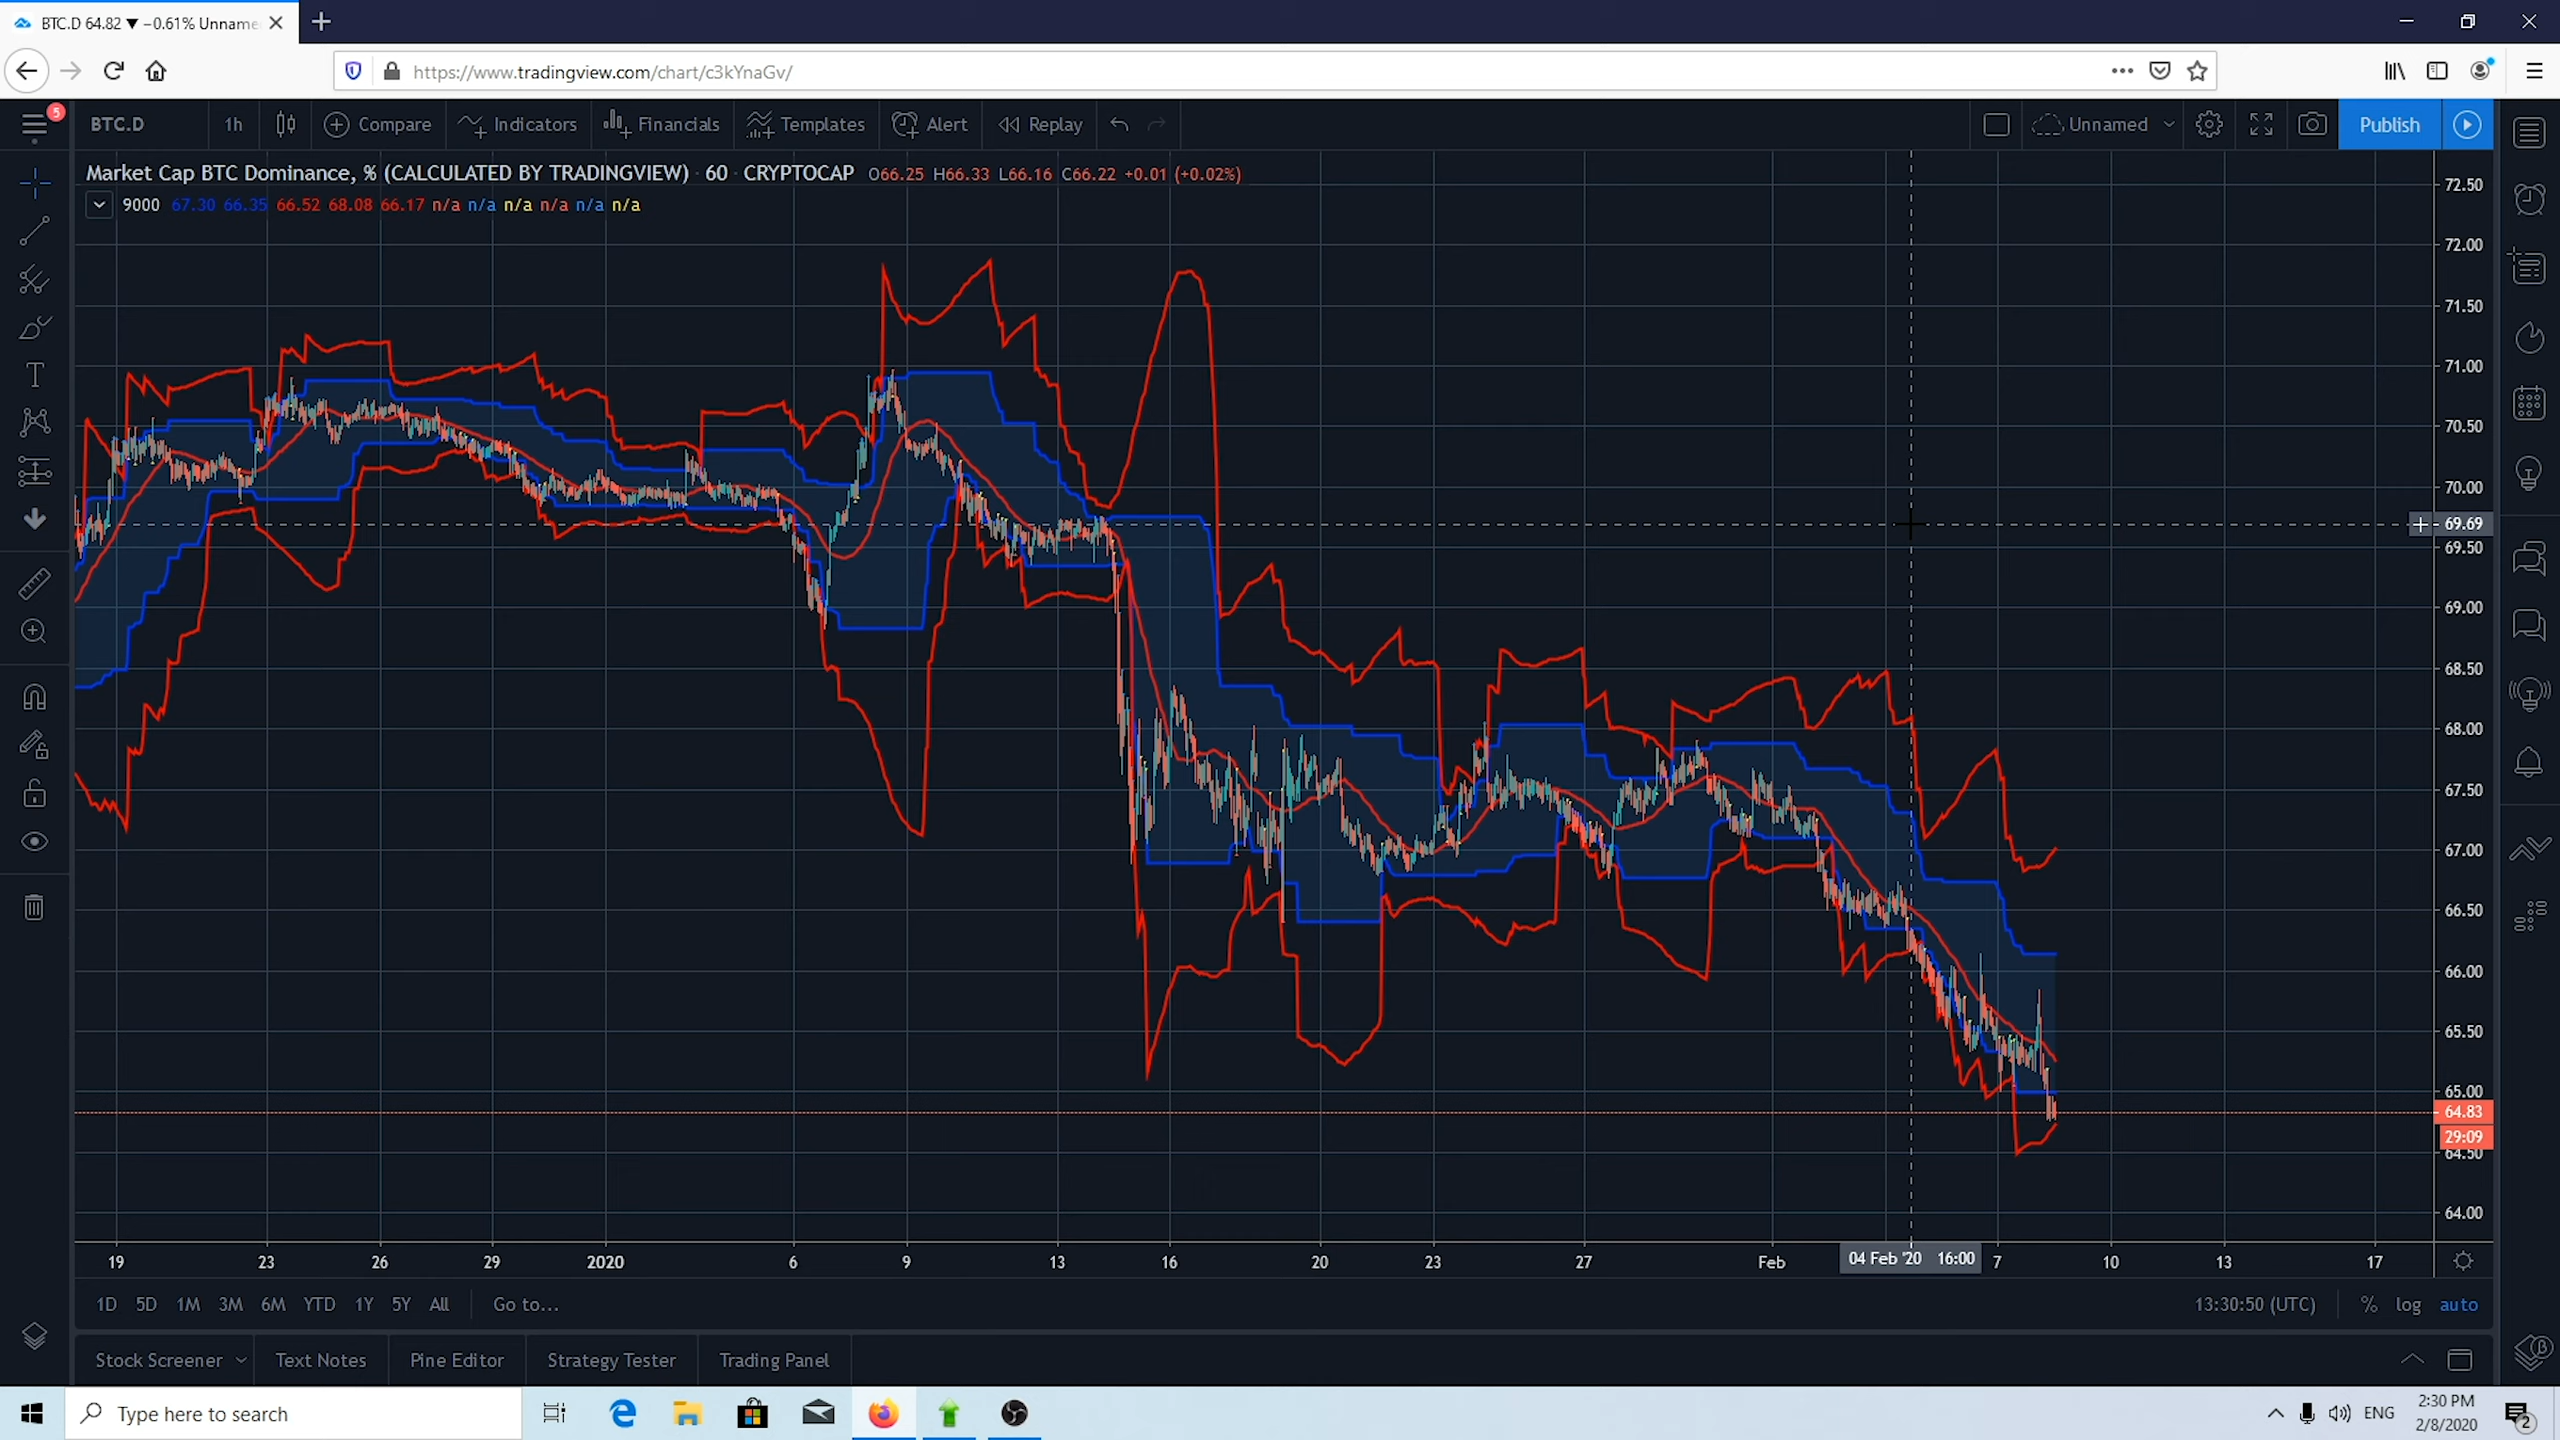 BTC.D 64.82 ▼ −0.61% Unname
https://www.tradingview.com/chart/c3kYnaGv/
5
BTC.D 1h Compare Indicators Financials Templates Alert Replay Unnamed Publish
Market Cap BTC Dominance, % (CALCULATED BY TRADINGVIEW) · 60 · CRYPTOCAP O66.25 H66.33 L66.16 C66.22 +0.01 (+0.02%)
9000 67.30 66.35 66.52 68.08 66.17 n/a n/a n/a n/a n/a n/a
72.50
72.00
71.50
71.00
70.50
70.00
69.69
69.50
69.00
68.50
68.00
67.50
67.00
66.50
66.00
65.50
65.00
64.83
29:09
64.50
64.00
19 23 26 29 2020 6 9 13 16 20 23 27 Feb 04 Feb '20 16:00 7 10 13 17
1D 5D 1M 3M 6M YTD 1Y 5Y All Go to... 13:30:50 (UTC) % log auto
Stock Screener Text Notes Pine Editor Strategy Tester Trading Panel
Type here to search
ENG
2:30 PM
2/8/2020
2